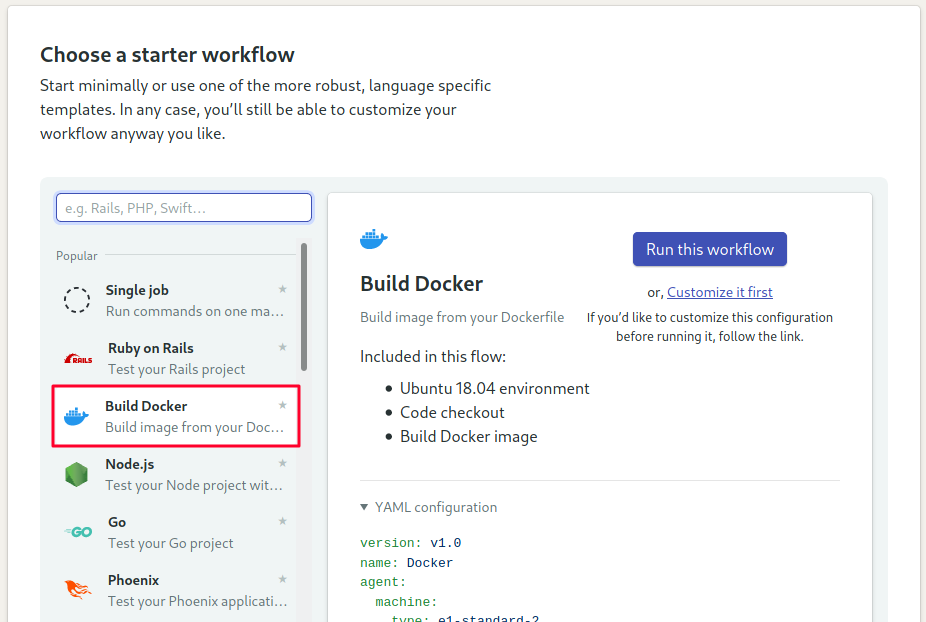 Choose a starter workflow
Start minimally or use one of the more robust, language specific
templates. In any case, you’ll still be able to customize your
workflow anyway you like.
e.g. Rails, PHP, Swift…
Popular
Single job
Run commands on one ma…
RAILS
Ruby on Rails
Test your Rails project
Build Docker
Build image from your Doc…
Node.js
Test your Node project wit…
GO
Go
Test your Go project
Phoenix
Test your Phoenix applicati…
Build Docker
Build image from your Dockerfile
Run this workflow
or, Customize it first
If you’d like to customize this configuration
before running it, follow the link.
Included in this flow:
Ubuntu 18.04 environment
Code checkout
Build Docker image
YAML configuration
version: v1.0
name: Docker
agent:
machine:
type: e1-standard-2